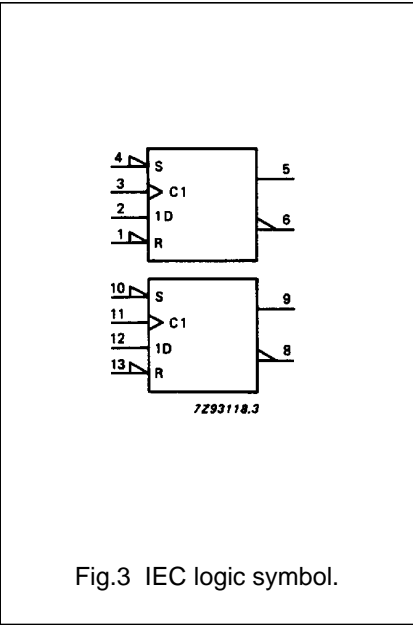 4 S 5
3 C1
2 1D 6
1 R
10 S 9
11 C1
12 1D 8
13 R
7Z93118.3
Fig.3 IEC logic symbol.